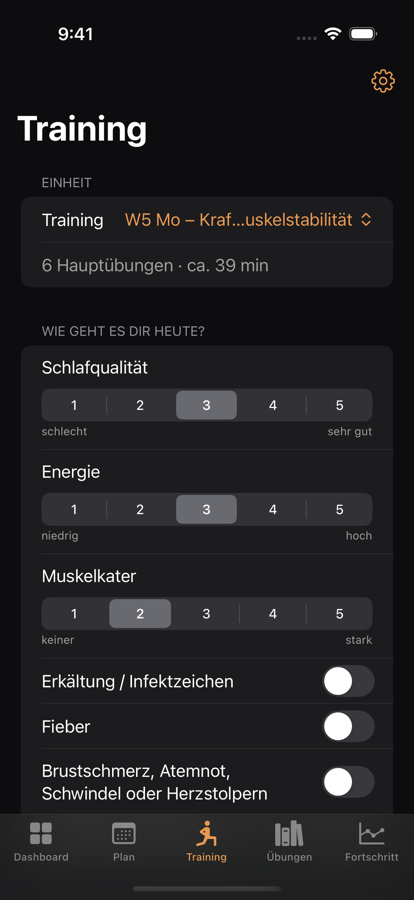 9:41
Training
EINHEIT
Training W5 Mo – Kraf...uskelstabilität
6 Hauptübungen · ca. 39 min
WIE GEHT ES DIR HEUTE?
Schlafqualität
1 2 3 4 5
schlecht sehr gut
Energie
1 2 3 4 5
niedrig hoch
Muskelkater
1 2 3 4 5
keiner stark
Erkältung / Infektzeichen
Fieber
Brustschmerz, Atemnot,
Schwindel oder Herzstolpern
Dashboard Plan Training Übungen Fortschritt